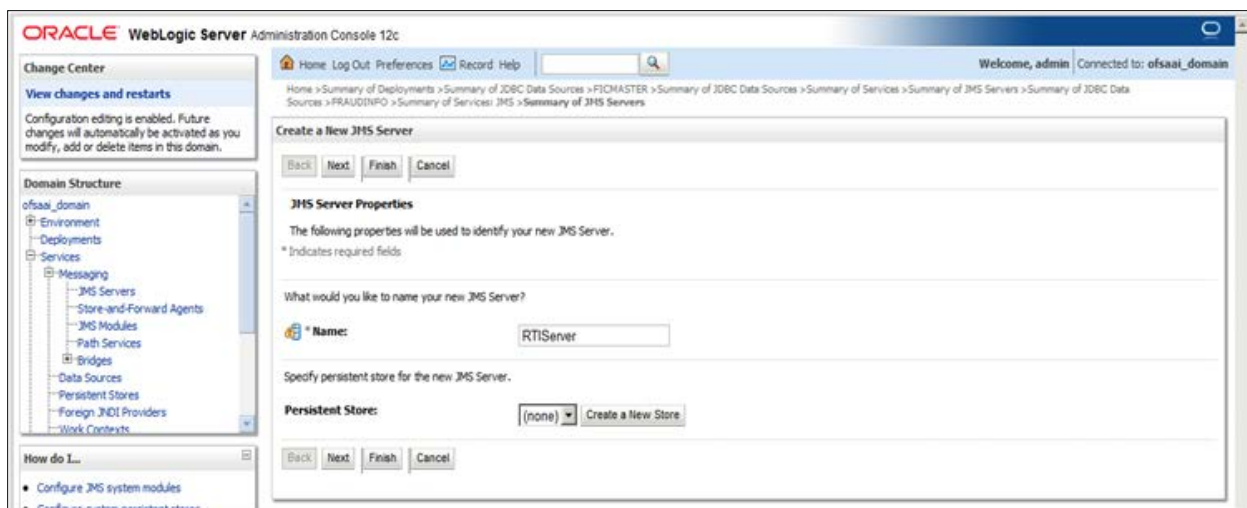 ORACLE WebLogic Server Administration Console 12c
Change Center
View changes and restarts
Configuration editing is enabled. Future
changes will automatically be activated as you
modify, add or delete items in this domain.
Domain Structure
ofsaai_domain
Environment
Deployments
Services
Messaging
JMS Servers
Store-and-Forward Agents
JMS Modules
Path Services
Bridges
Data Sources
Persistent Stores
Foreign JNDI Providers
Work Contexts
How do I...
Configure JMS system modules
Configure custom persistent stores
Home Log Out Preferences Record Help
Welcome, admin Connected to: ofsaai_domain
Home >Summary of Deployments >Summary of JDBC Data Sources >FICMASTER >Summary of JDBC Data Sources >Summary of Services >Summary of JMS Servers >Summary of JDBC Data
Sources >FRAUDINFO >Summary of Services: JMS >Summary of JMS Servers
Create a New JMS Server
Back Next Finish Cancel
JMS Server Properties
The following properties will be used to identify your new JMS Server.
* Indicates required fields
What would you like to name your new JMS Server?
* Name: RTIServer
Specify persistent store for the new JMS Server.
Persistent Store: (none) Create a New Store
Back Next Finish Cancel